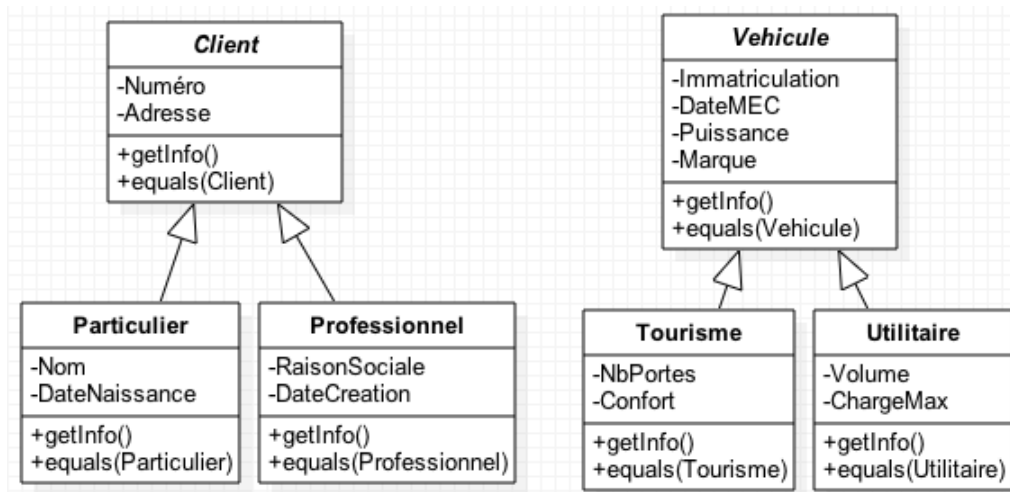 Client
-Numéro
-Adresse
+getInfo()
+equals(Client)
Vehicule
-Immatriculation
-DateMEC
-Puissance
-Marque
+getInfo()
+equals(Vehicule)
Particulier
-Nom
-DateNaissance
+getInfo()
+equals(Particulier)
Professionnel
-RaisonSociale
-DateCreation
+getInfo()
+equals(Professionnel)
Tourisme
-NbPortes
-Confort
+getInfo()
+equals(Tourisme)
Utilitaire
-Volume
-ChargeMax
+getInfo()
+equals(Utilitaire)